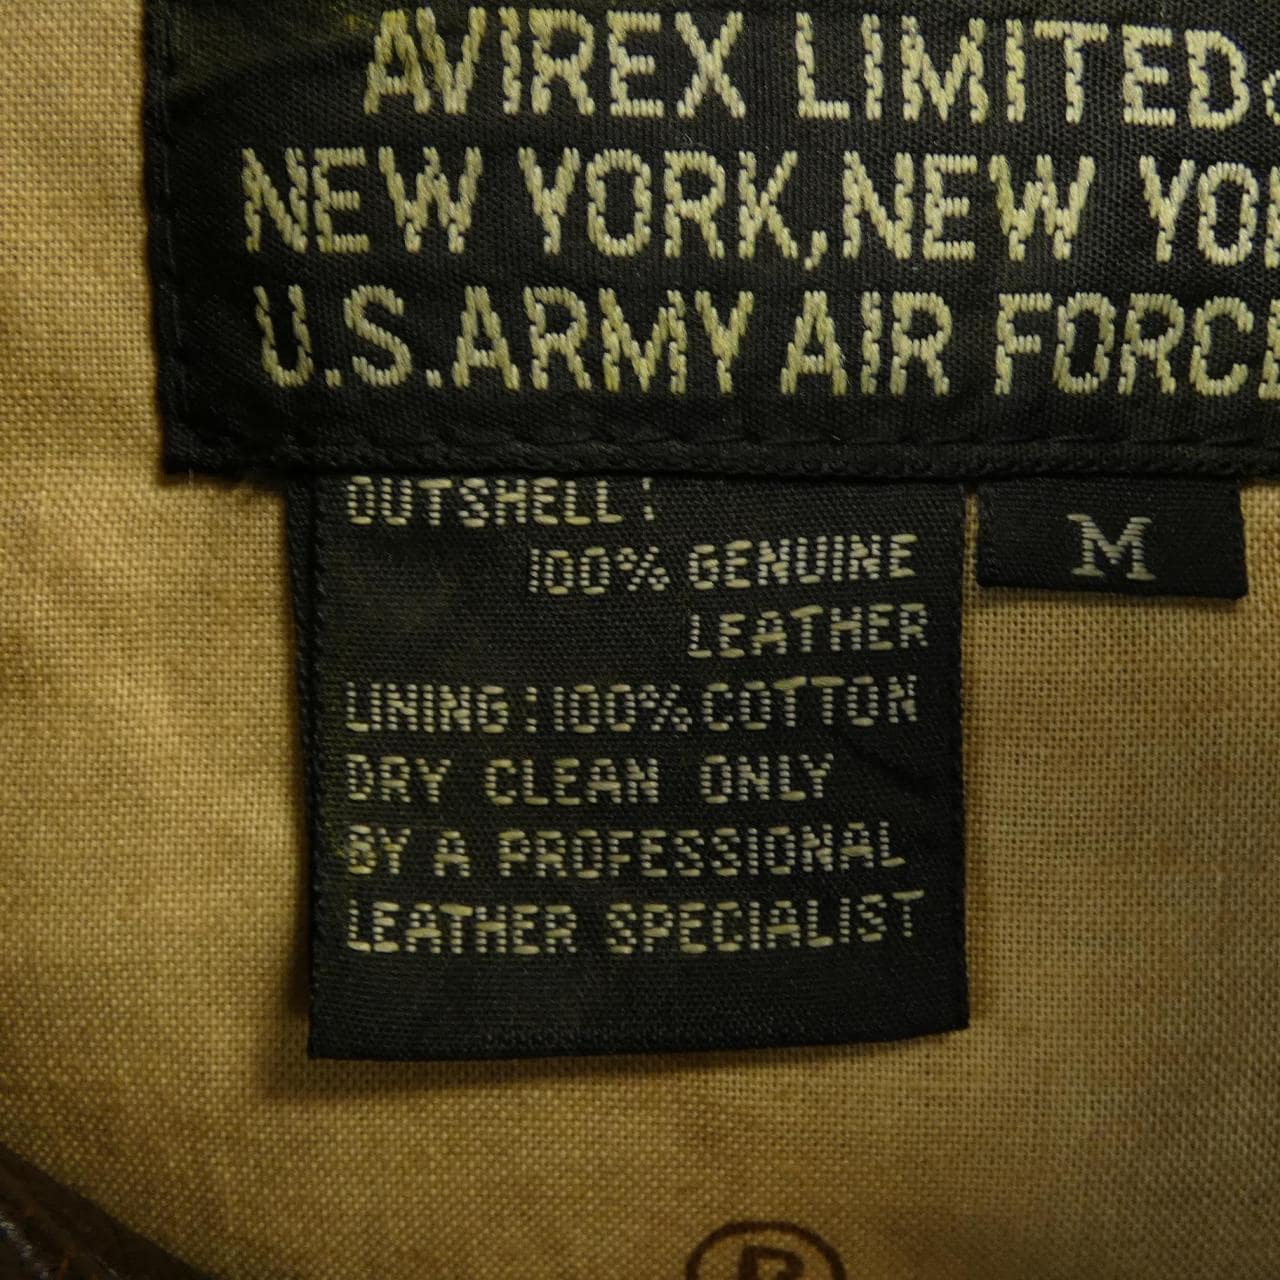 AVIREX LIMITED
NEW YORK, NEW YO
U.S. ARMY AIR FORCE
OUTSHELL:
100% GENUINE
LEATHER
LINING:100%COTTON
DRY CLEAN ONLY
BY A PROFESSIONAL
LEATHER SPECIALIST
M
®